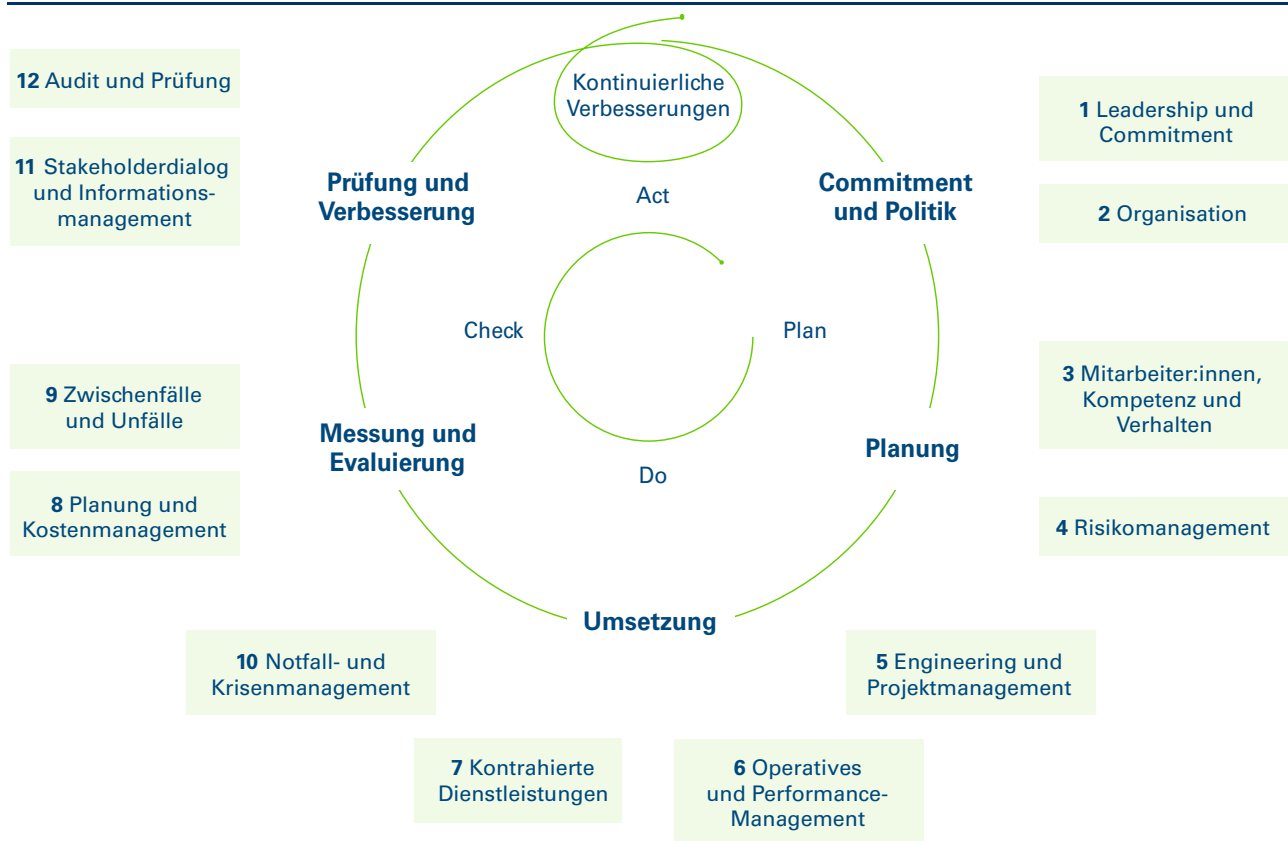 12 Audit und Prüfung
11 Stakeholderdialog
und Informations-
management
9 Zwischenfälle
und Unfälle
8 Planung und
Kostenmanagement
Kontinuierliche
Verbesserungen
Prüfung und
Verbesserung
Act
Commitment
und Politik
Check
Plan
Messung und
Evaluierung
Do
Planung
Umsetzung
1 Leadership und
Commitment
2 Organisation
3 Mitarbeiter:innen,
Kompetenz und
Verhalten
4 Risikomanagement
10 Notfall- und
Krisenmanagement
5 Engineering und
Projektmanagement
7 Kontrahierte
Dienstleistungen
6 Operatives
und Performance-
Management